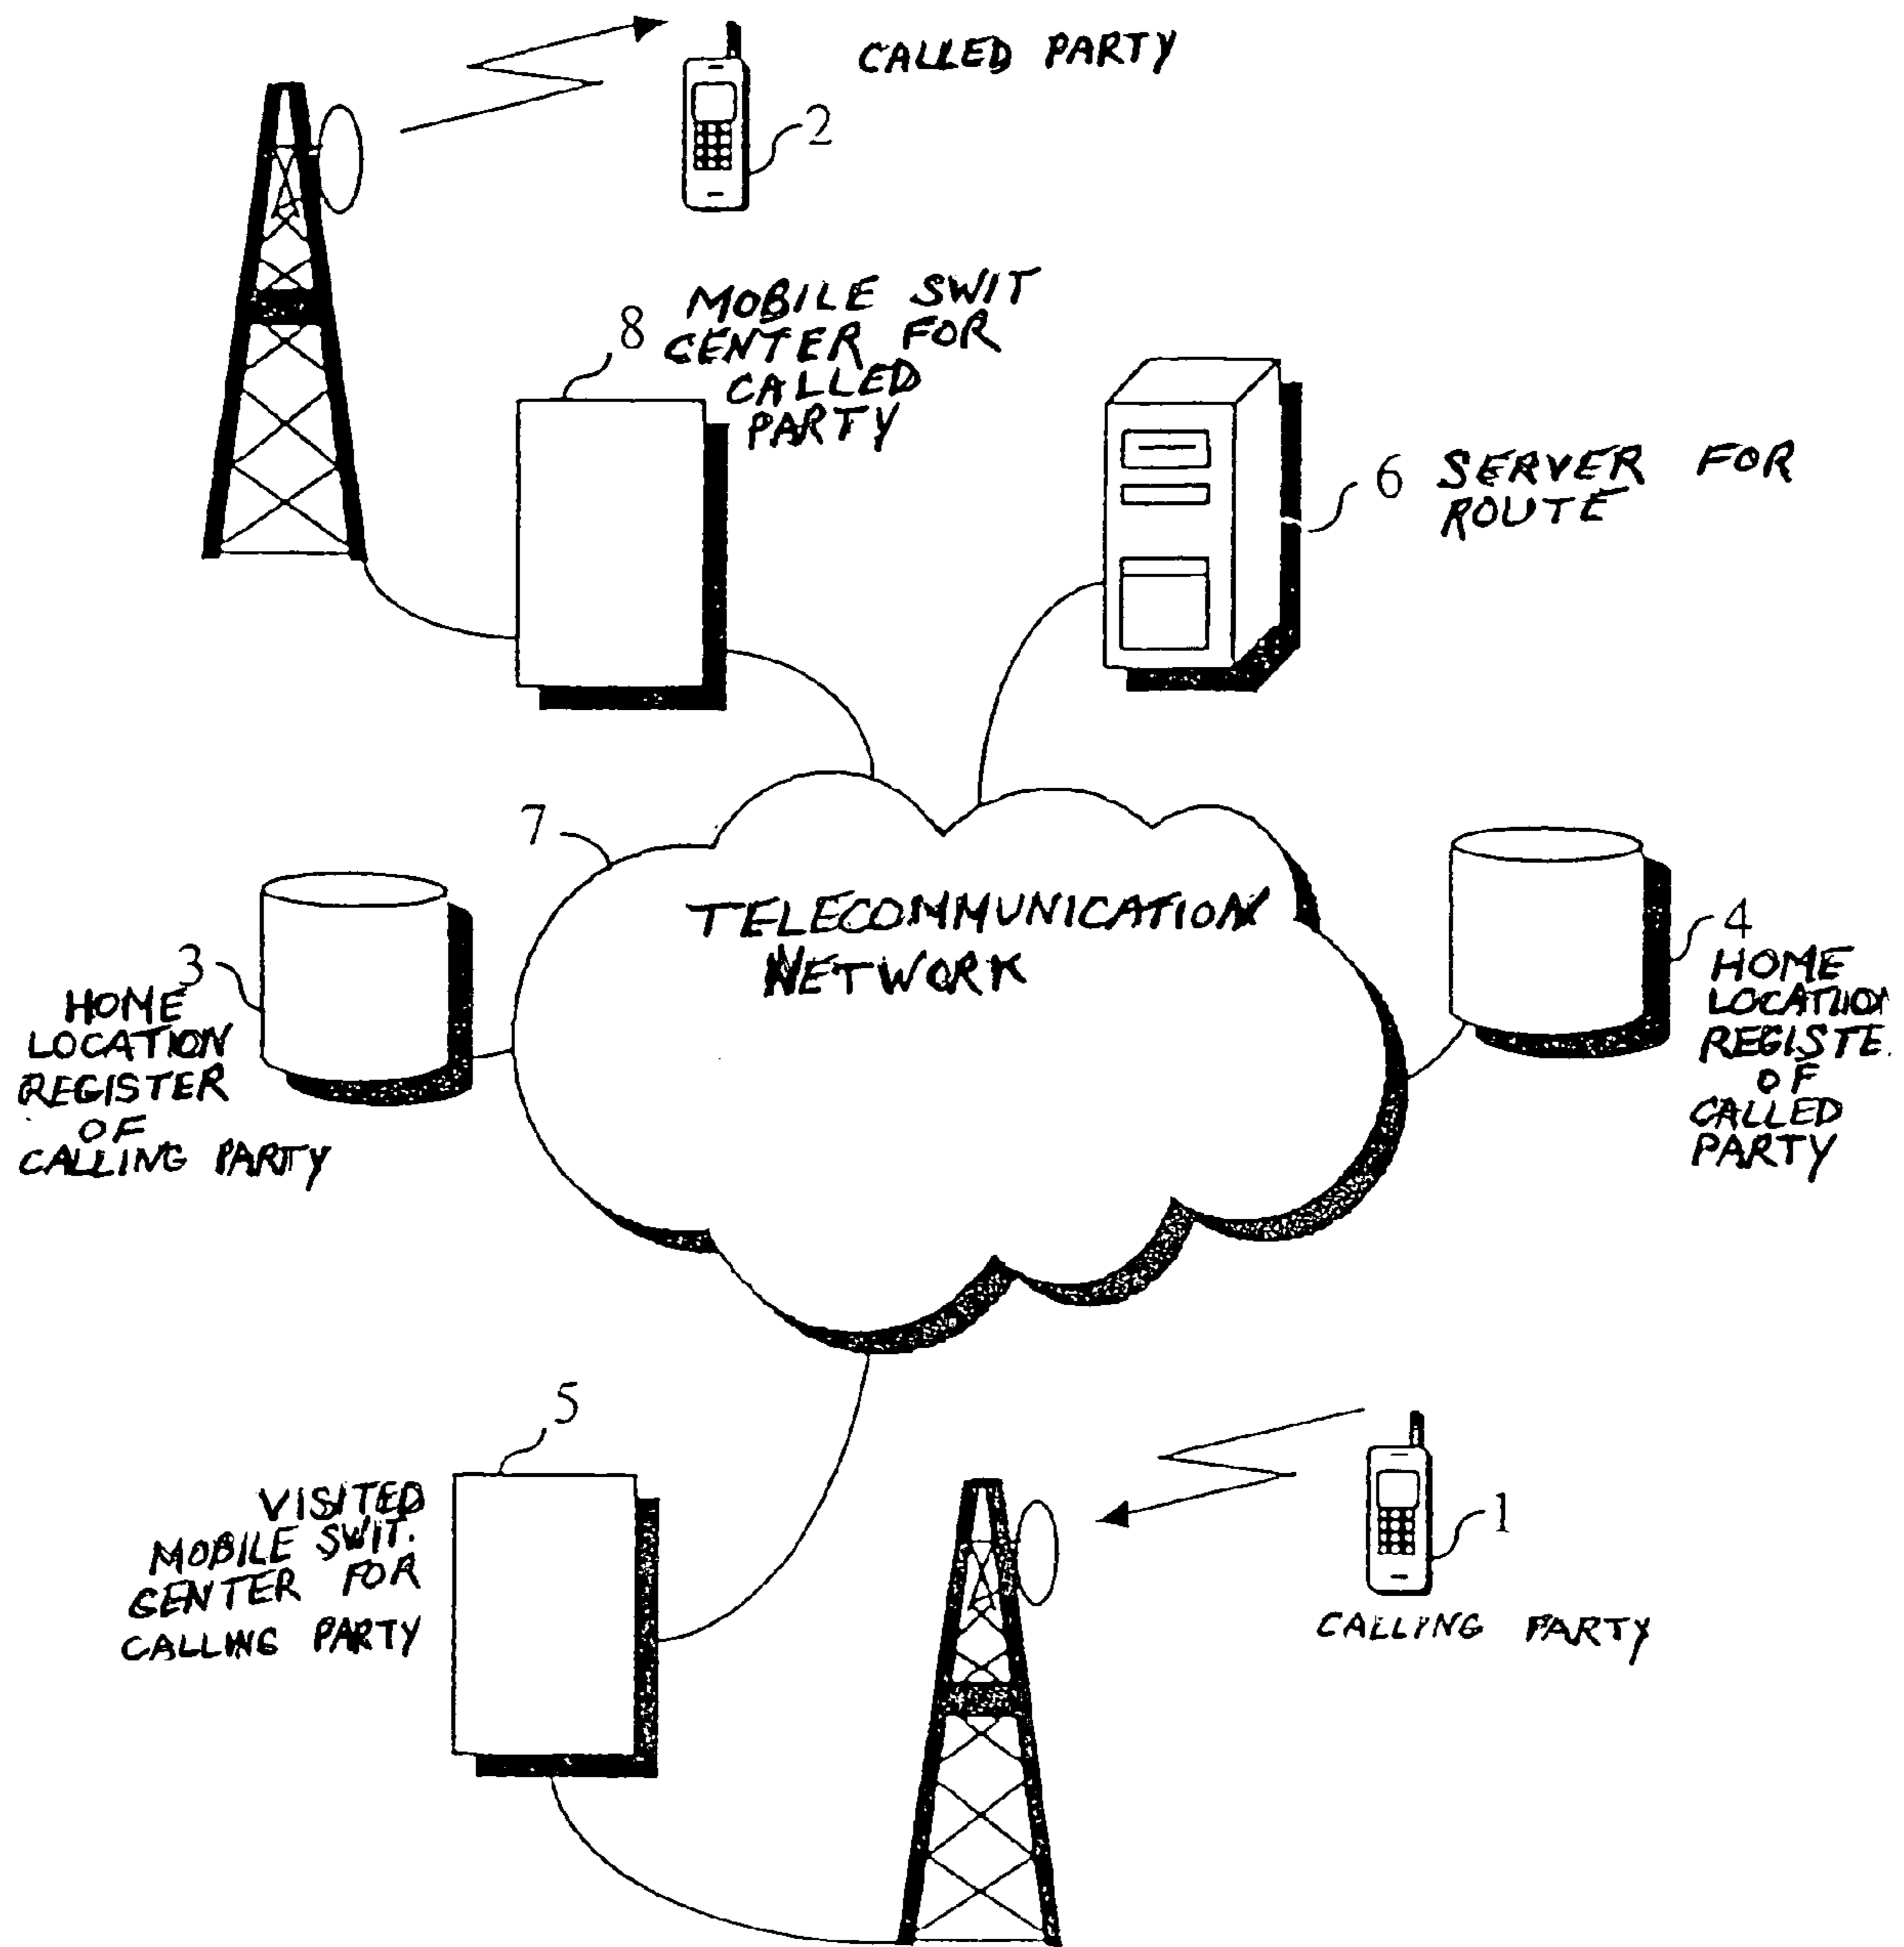 CALLED PARTY
2
8
MOBILE SWIT
CENTER FOR
CALLED
PARTY
6 SERVER FOR
ROUTE
7
TELECOMMUNICATION
NETWORK
3
HOME
LOCATION
REGISTER
OF
CALLING PARTY
4
HOME
LOCATION
REGISTE.
OF
CALLED
PARTY
5
VISITED
MOBILE SWIT.
CENTER FOR
CALLING PARTY
1
CALLING PARTY